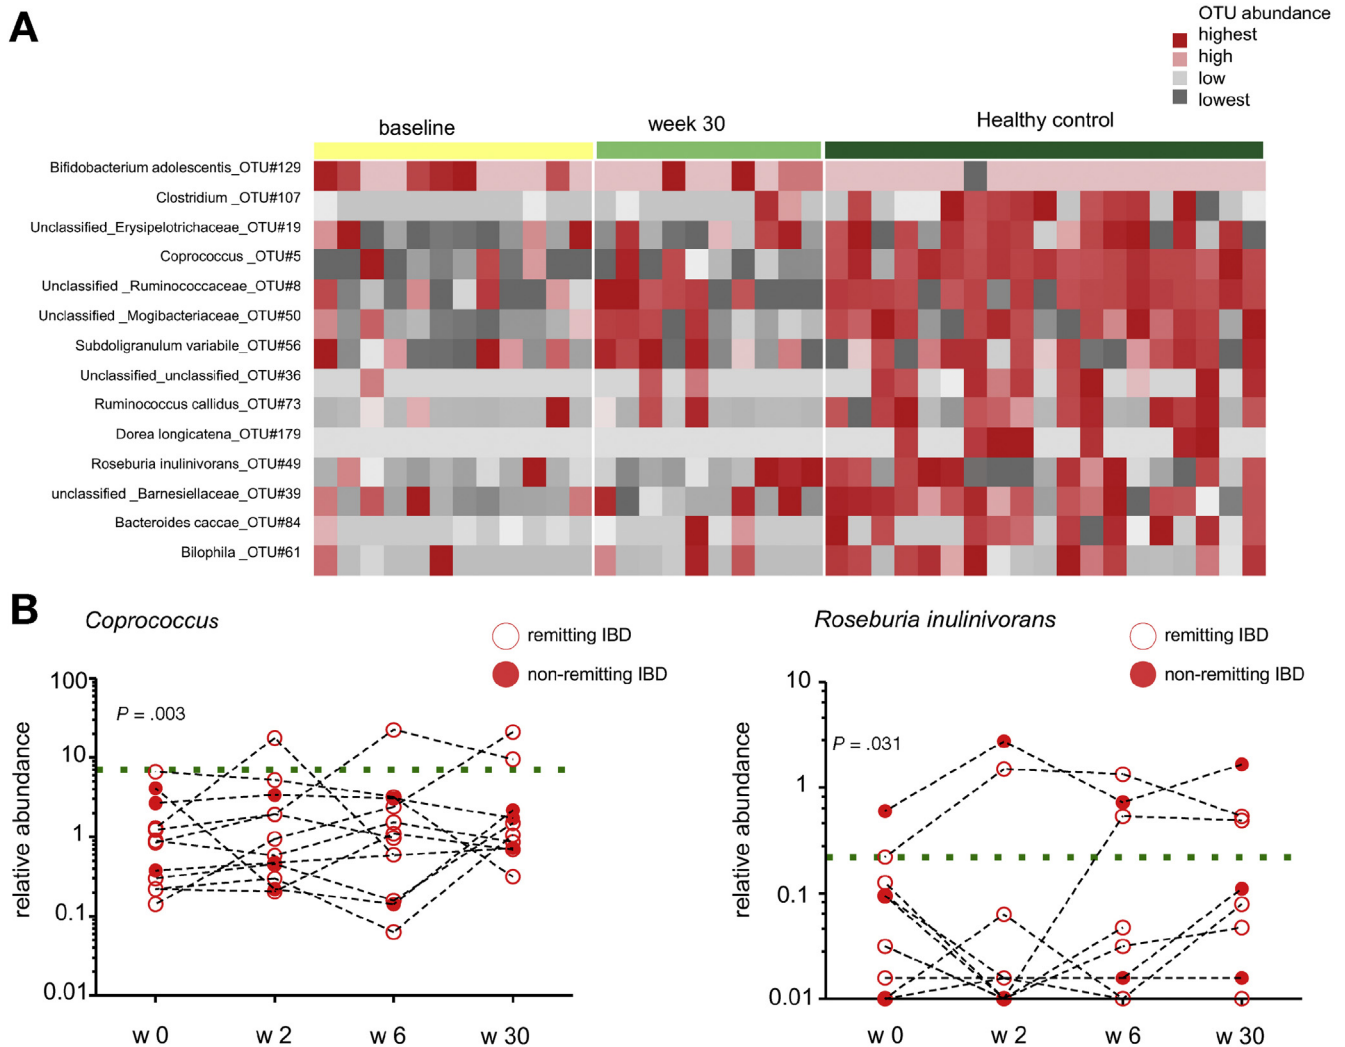 A
OTU abundance
highest
high
low
lowest
baseline
week 30
Healthy control
Bifidobacterium adolescentis_OTU#129
Clostridium _OTU#107
Unclassified_Erysipelotrichaceae_OTU#19
Coprococcus _OTU#5
Unclassified _Ruminococcaceae_OTU#8
Unclassified _Mogibacteriaceae_OTU#50
Subdoligranulum variabile_OTU#56
Unclassified_unclassified_OTU#36
Ruminococcus callidus_OTU#73
Dorea longicatena_OTU#179
Roseburia inulinivorans_OTU#49
unclassified _Barnesiellaceae_OTU#39
Bacteroides caccae_OTU#84
Bilophila _OTU#61
B
Coprococcus
remitting IBD
non-remitting IBD
P = .003
relative abundance
100
10
1
0.1
0.01
w 0
w 2
w 6
w 30
Roseburia inulinivorans
remitting IBD
non-remitting IBD
P = .031
relative abundance
10
1
0.1
0.01
w 0
w 2
w 6
w 30